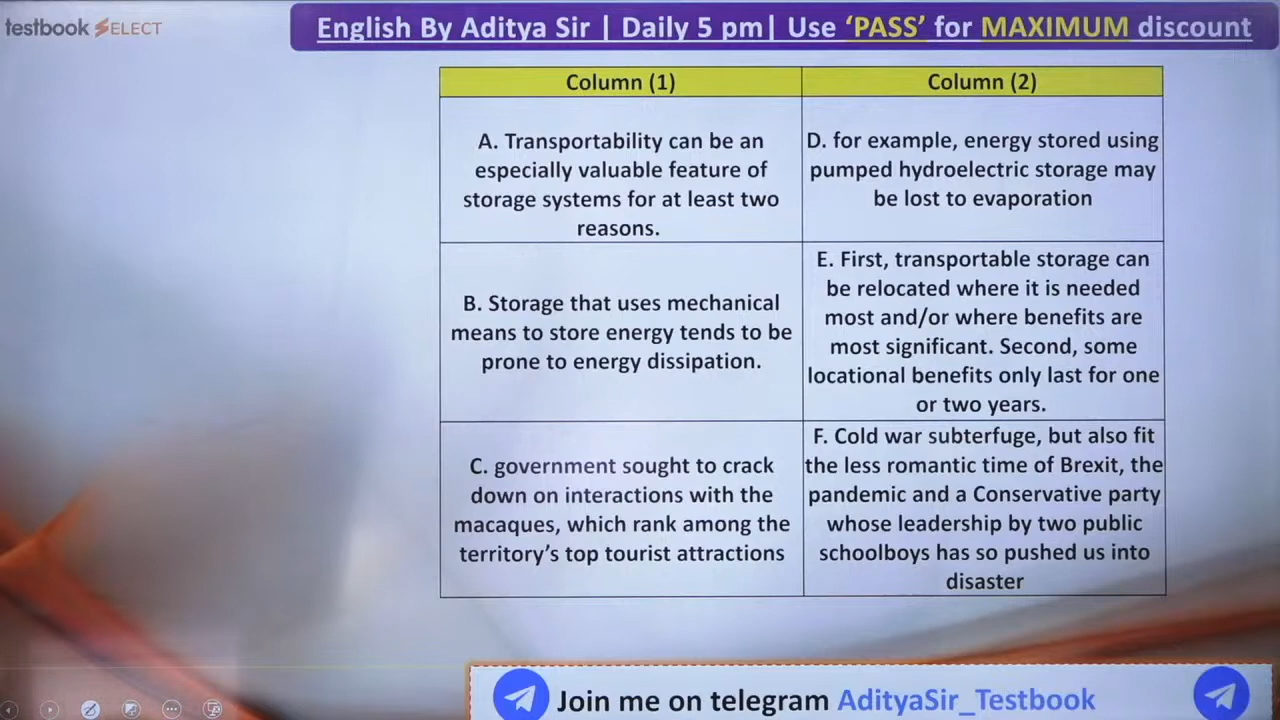 testbook SELECT
English By Aditya Sir | Daily 5 pm| Use ‘PASS’ for MAXIMUM discount
Column (1)
Column (2)
A. Transportability can be an
especially valuable feature of
storage systems for at least two
reasons.
D. for example, energy stored using
pumped hydroelectric storage may
be lost to evaporation
B. Storage that uses mechanical
means to store energy tends to be
prone to energy dissipation.
E. First, transportable storage can
be relocated where it is needed
most and/or where benefits are
most significant. Second, some
locational benefits only last for one
or two years.
C. government sought to crack
down on interactions with the
macaques, which rank among the
territory’s top tourist attractions
F. Cold war subterfuge, but also fit
the less romantic time of Brexit, the
pandemic and a Conservative party
whose leadership by two public
schoolboys has so pushed us into
disaster
Join me on telegram AdityaSir_Testbook